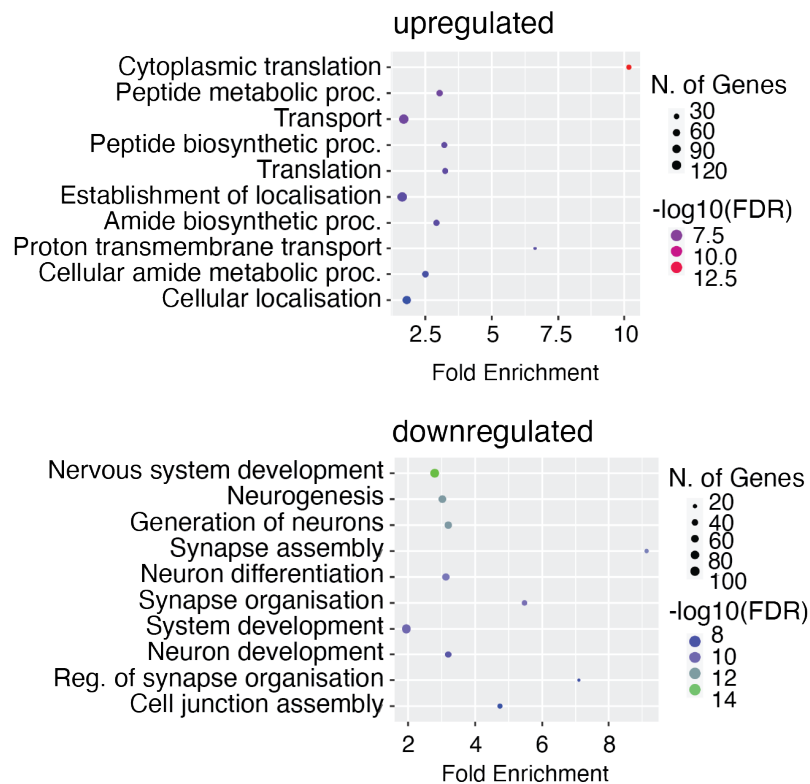 upregulated
Cytoplasmic translation
Peptide metabolic proc.
Transport
Peptide biosynthetic proc.
Translation
Establishment of localisation
Amide biosynthetic proc.
Proton transmembrane transport
Cellular amide metabolic proc.
Cellular localisation
2.5 5 7.5 10
Fold Enrichment
N. of Genes
30
60
90
120
-log10(FDR)
7.5
10.0
12.5
downregulated
Nervous system development
Neurogenesis
Generation of neurons
Synapse assembly
Neuron differentiation
Synapse organisation
System development
Neuron development
Reg. of synapse organisation
Cell junction assembly
2 4 6 8
Fold Enrichment
N. of Genes
20
40
60
80
100
-log10(FDR)
8
10
12
14